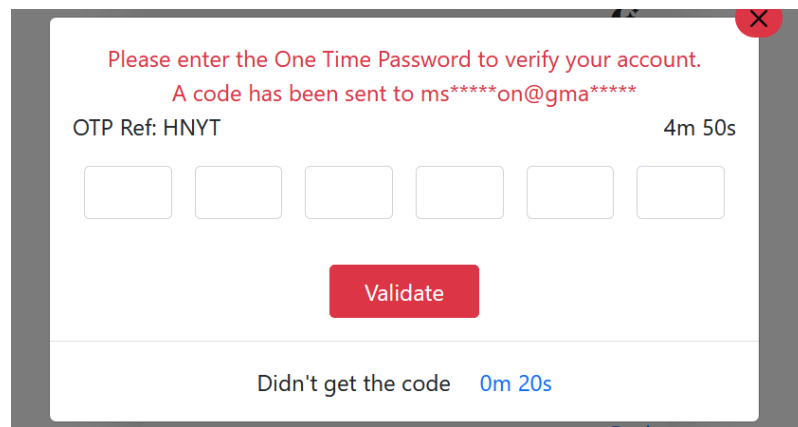 Please enter the One Time Password to verify your account.
A code has been sent to ms*****on@gma*****
OTP Ref: HNYT 4m 50s
Validate
Didn't get the code 0m 20s